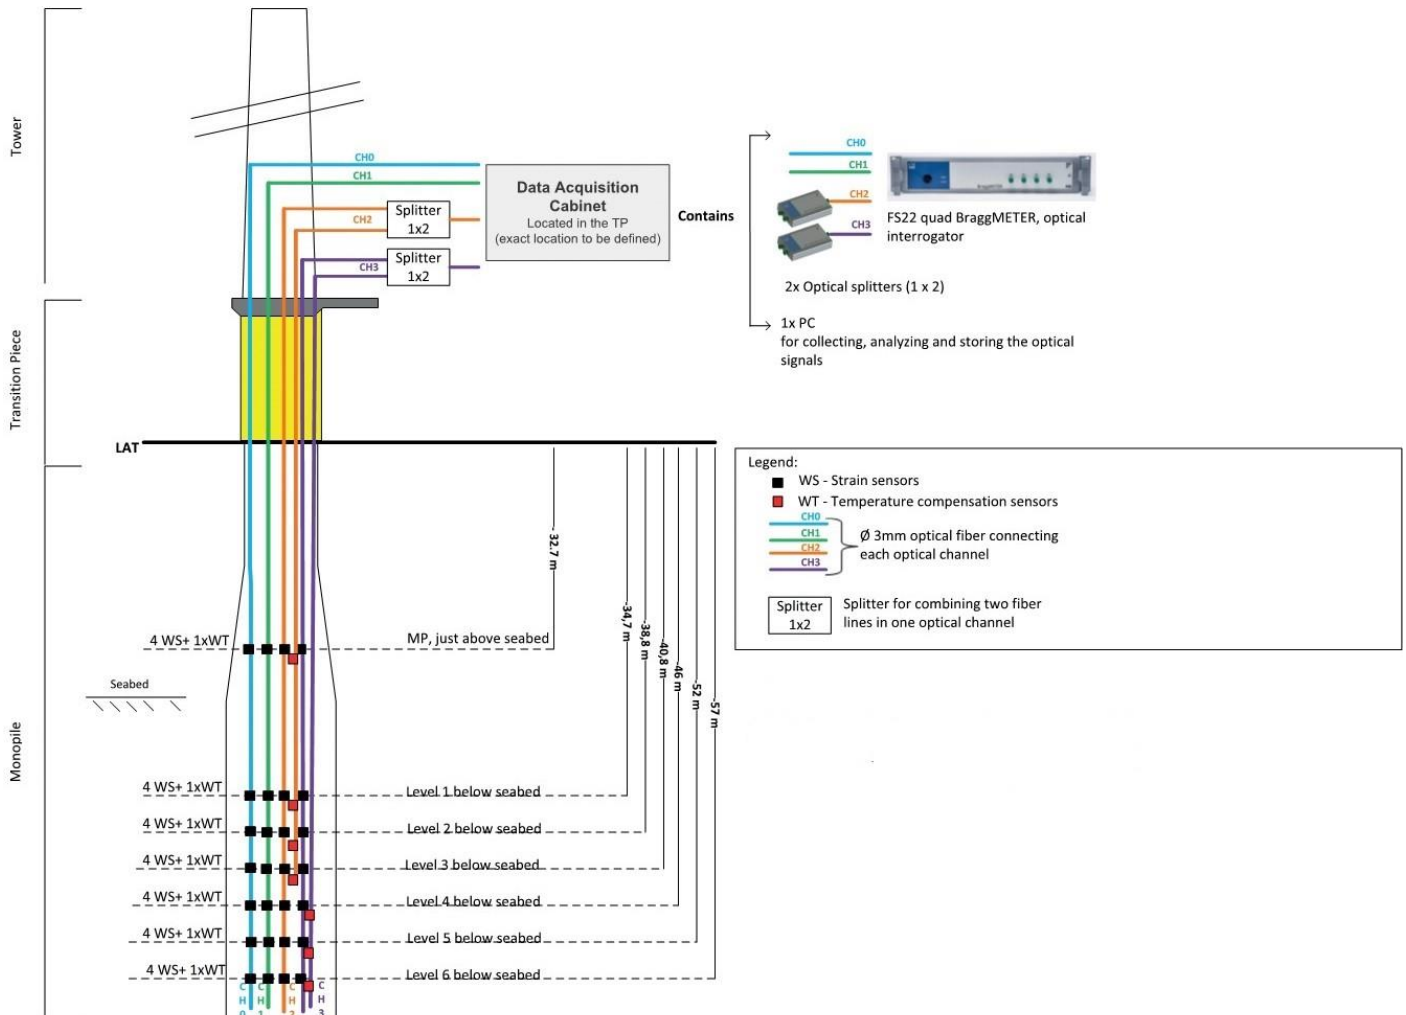 Tower
CH0
CH1
CH2
Splitter
1x2
CH3
Splitter
1x2
Data Acquisition
Cabinet
Located in the TP
(exact location to be defined)
Contains
CH0
CH1
CH2
CH3
BraggMETER
FS22 quad BraggMETER, optical
interrogator
2x Optical splitters (1 x 2)
1x PC
for collecting, analyzing and storing the optical
signals
Transition Piece
LAT
-32.7 m
-34,7 m
-38,8 m
-40,8 m
-46 m
-52 m
-57 m
Legend:
WS - Strain sensors
WT - Temperature compensation sensors
CH0
CH1
CH2
CH3
Ø 3mm optical fiber connecting
each optical channel
Splitter
1x2
Splitter for combining two fiber
lines in one optical channel
Monopile
4 WS+ 1xWT
MP, just above seabed
Seabed
4 WS+ 1xWT
Level 1 below seabed
4 WS+ 1xWT
Level 2 below seabed
4 WS+ 1xWT
Level 3 below seabed
4 WS+ 1xWT
Level 4 below seabed
4 WS+ 1xWT
Level 5 below seabed
4 WS+ 1xWT
Level 6 below seabed
CH0
CH1
CH2
CH3